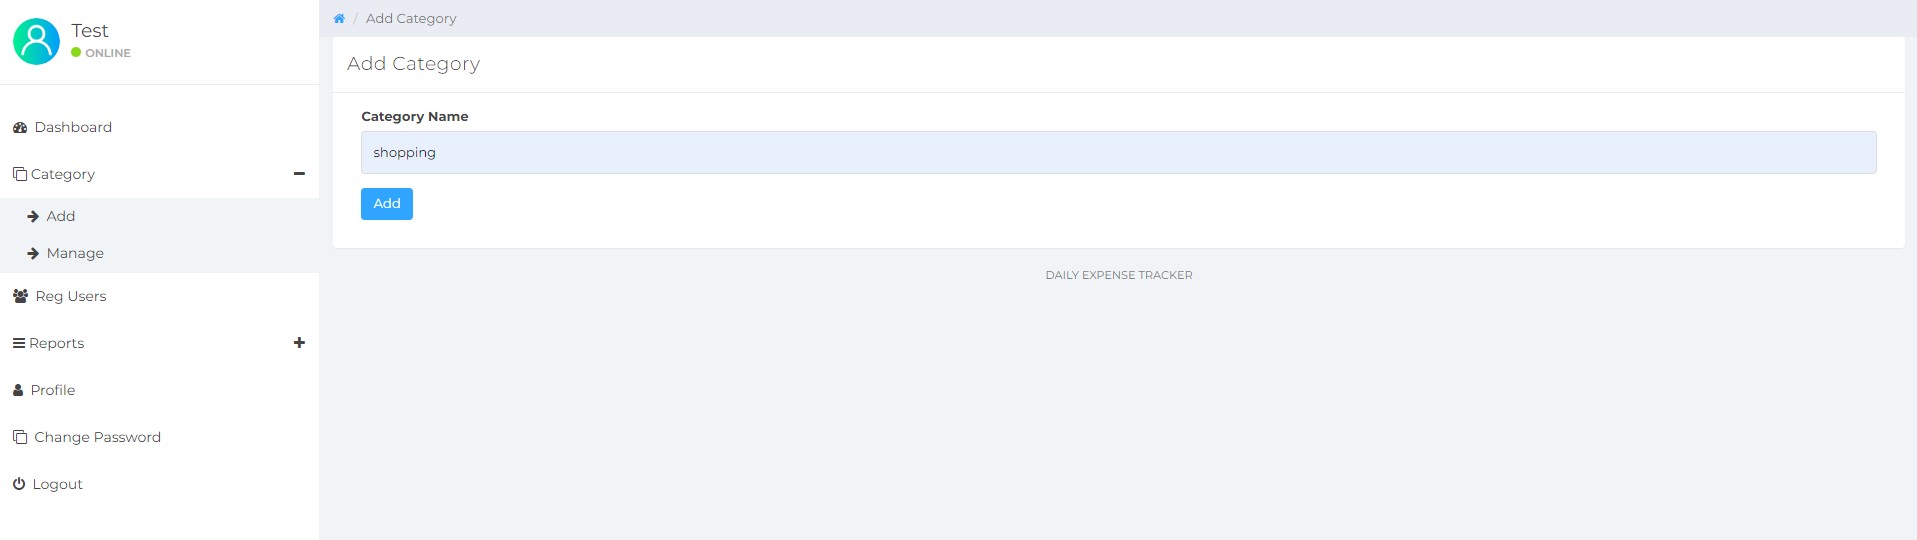 Test
ONLINE
Dashboard
Category
Add
Manage
Reg Users
Reports
Profile
Change Password
Logout
/ Add Category
Add Category
Category Name
shopping
Add
DAILY EXPENSE TRACKER